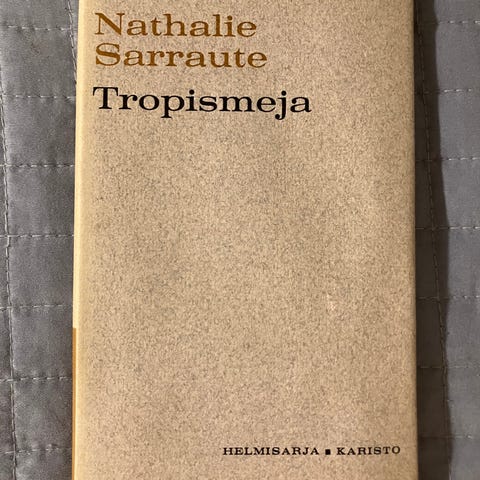 Nathalie
Sarraute
Tropismeja
HELMISARJA ■ KARISTO